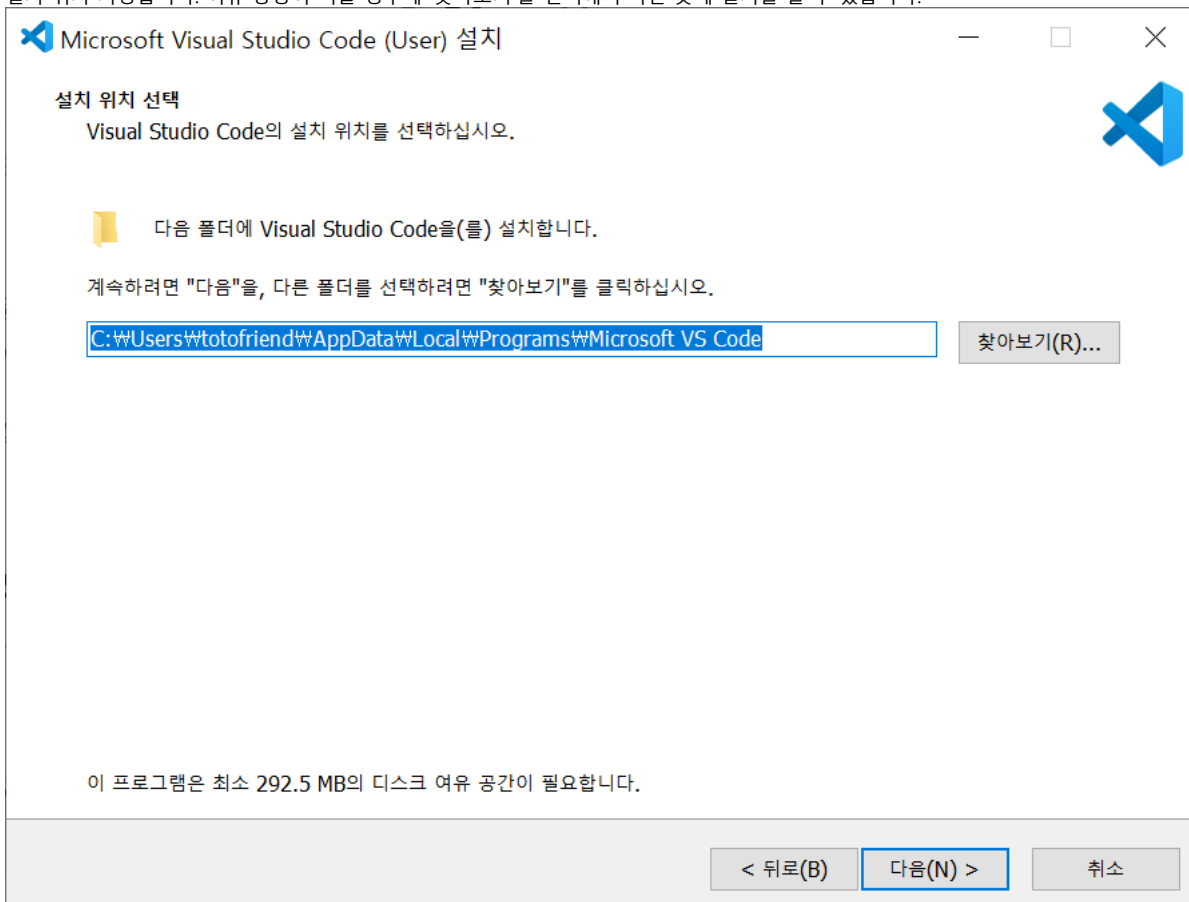 Microsoft Visual Studio Code (User) 설치
설치 위치 선택
Visual Studio Code의 설치 위치를 선택하십시오.
다음 폴더에 Visual Studio Code을(를) 설치합니다.
계속하려면 "다음"을, 다른 폴더를 선택하려면 "찾아보기"를 클릭하십시오.
C:₩Users₩totofriend₩AppData₩Local₩Programs₩Microsoft VS Code
찾아보기(R)...
이 프로그램은 최소 292.5 MB의 디스크 여유 공간이 필요합니다.
< 뒤로(B) 다음(N) > 취소